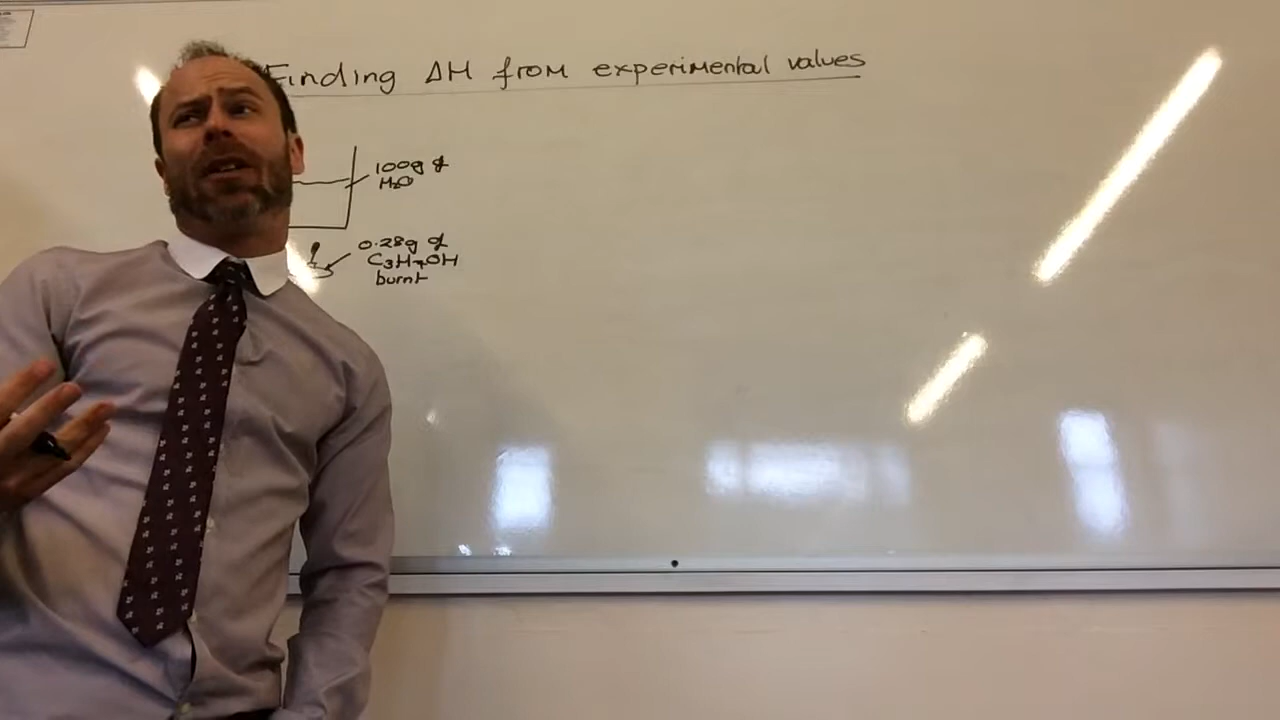 Finding ΔH from experimental values
100g of
H₂O
0.28g of
C₃H₇OH
burnt